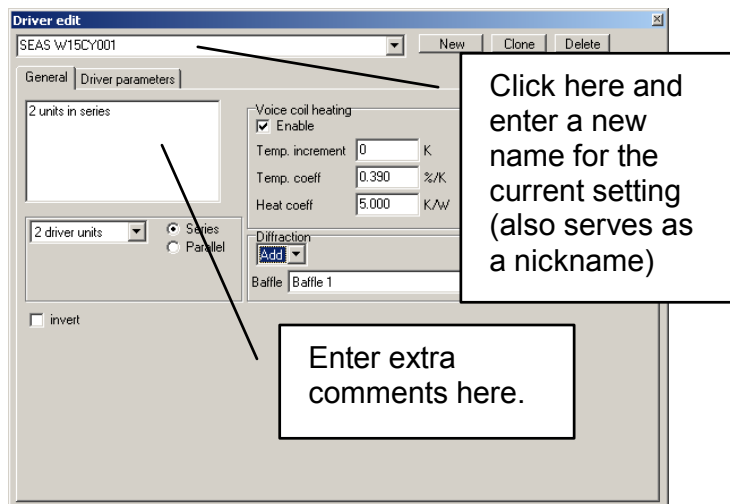 Driver edit
SEAS W15CY001
New
Clone
Delete
General
Driver parameters
2 units in series
Voice coil heating
Enable
Temp. increment 0 K
Temp. coeff 0.390 %/K
Heat coeff 5.000 K/W
2 driver units
Series
Parallel
Diffraction
Add
Baffle Baffle 1
invert
Click here and
enter a new
name for the
current setting
(also serves as
a nickname)
Enter extra
comments here.